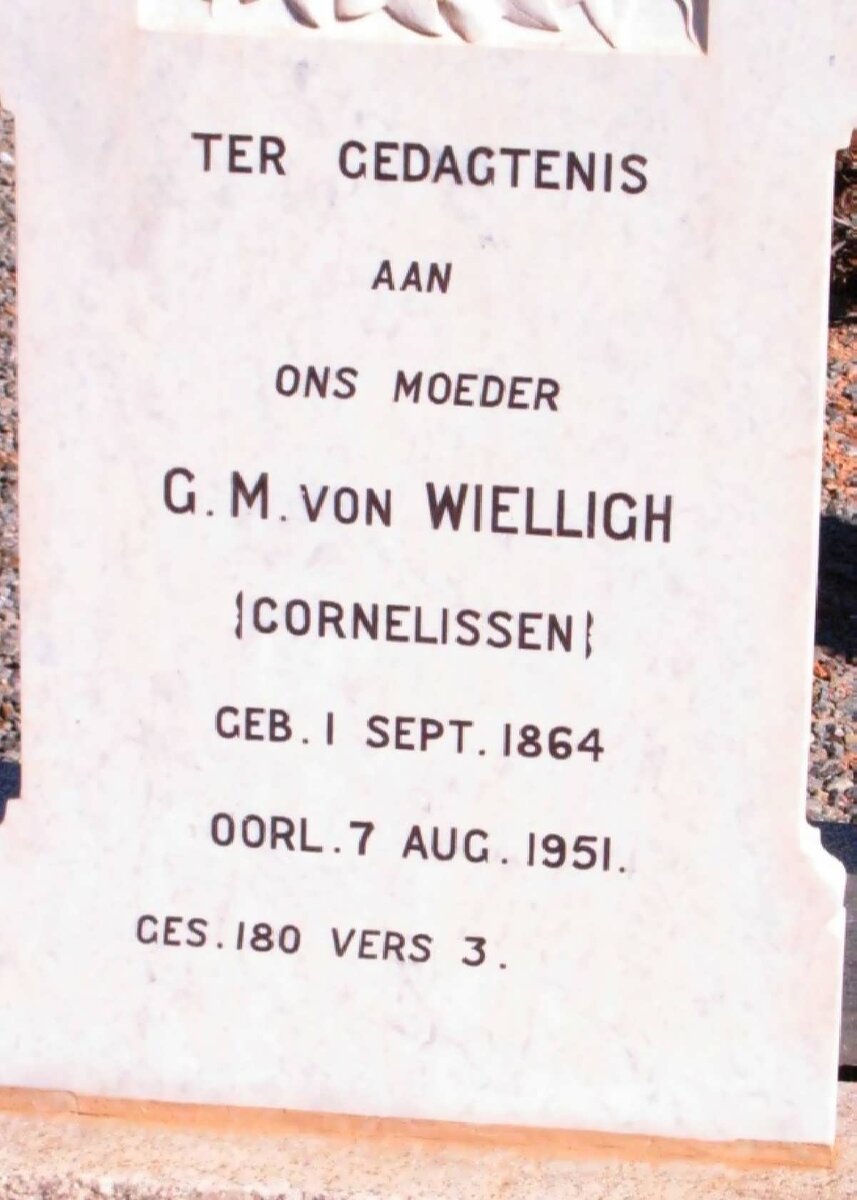 TER GEDAGTENIS
AAN
ONS MOEDER
G.M. VON WIELLIGH
{CORNELISSEN}
GEB. 1 SEPT. 1864
OORL. 7 AUG. 1951.
GES. 180 VERS 3.